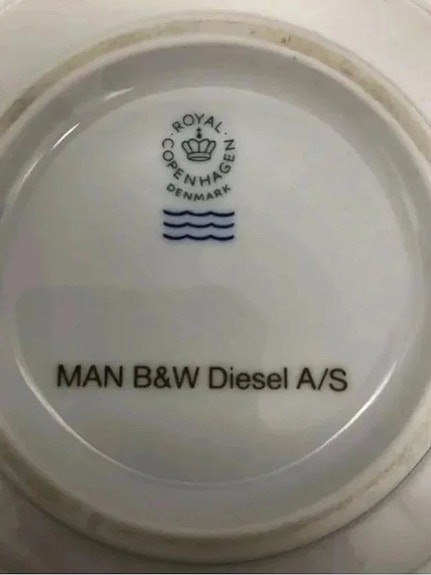 ROYAL
COPENHAGEN
DENMARK
MAN B&W Diesel A/S